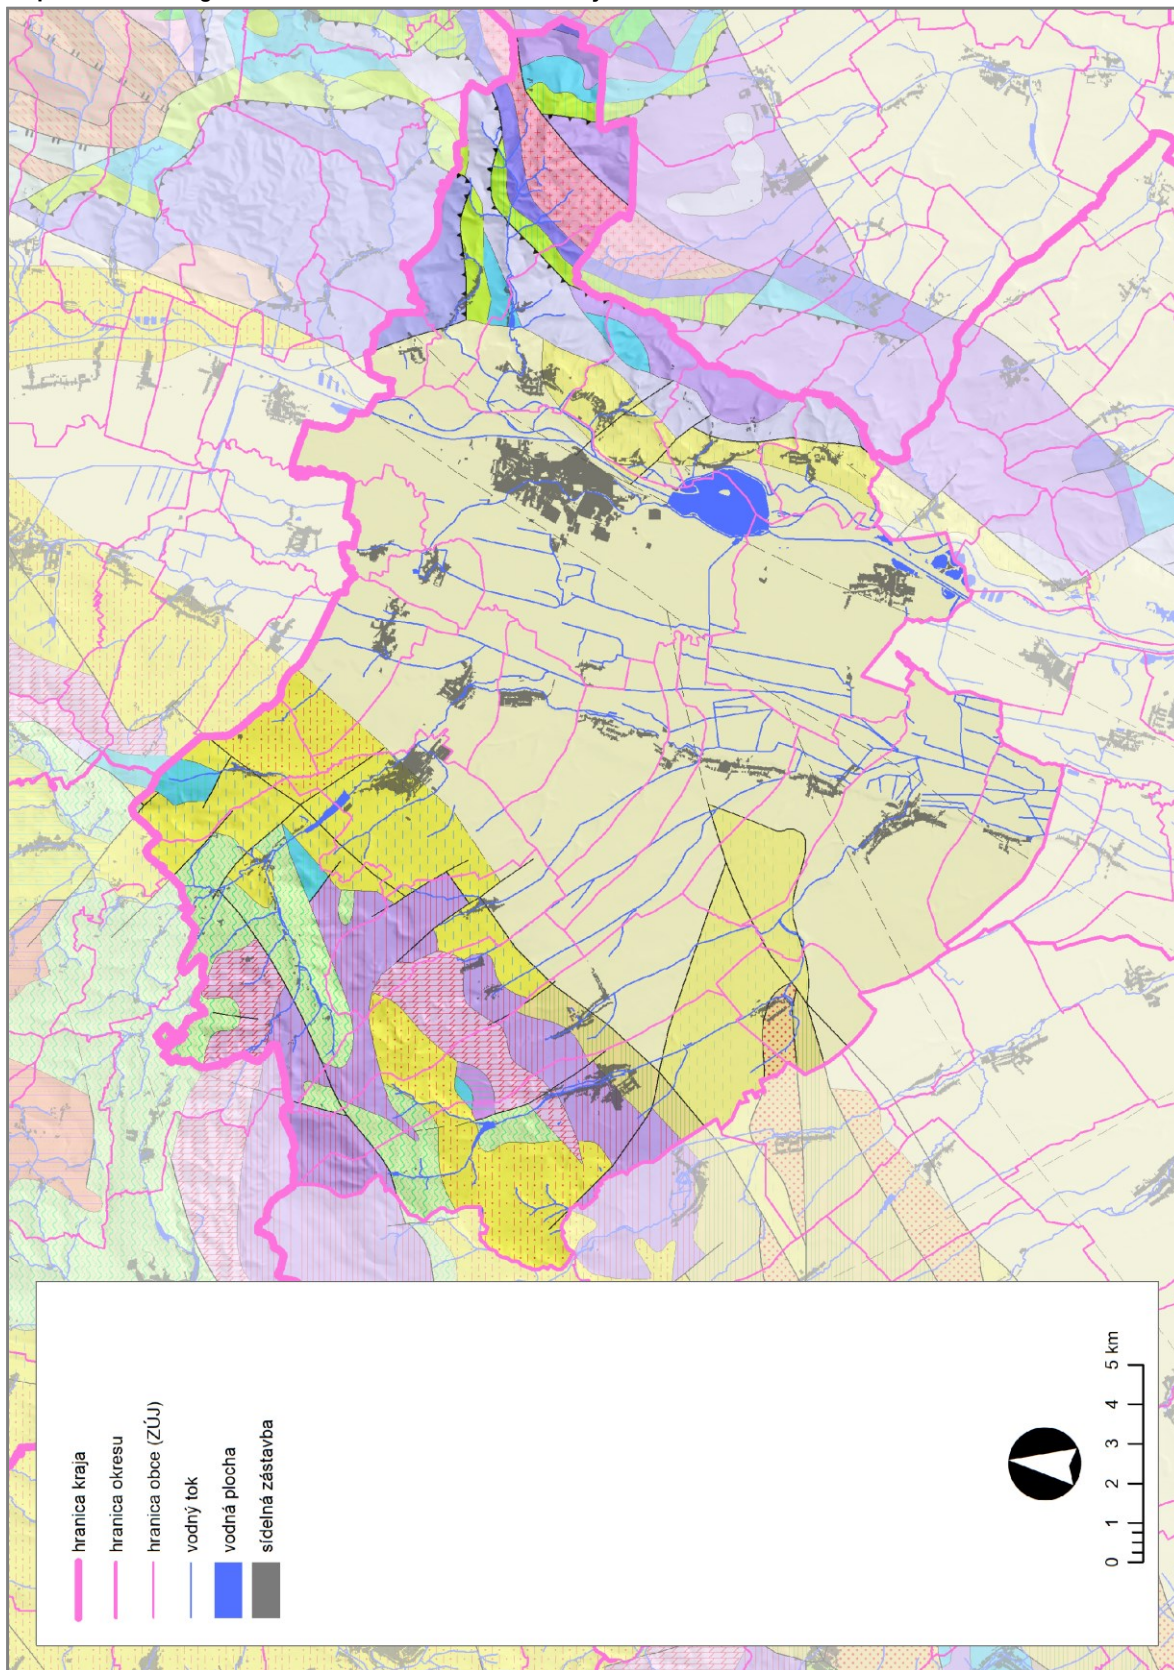 hranica kraja
hranica okresu
hranica obce (ZÚJ)
vodný tok
vodná plocha
sídelná zástavba
0 1 2 3 4 5 km